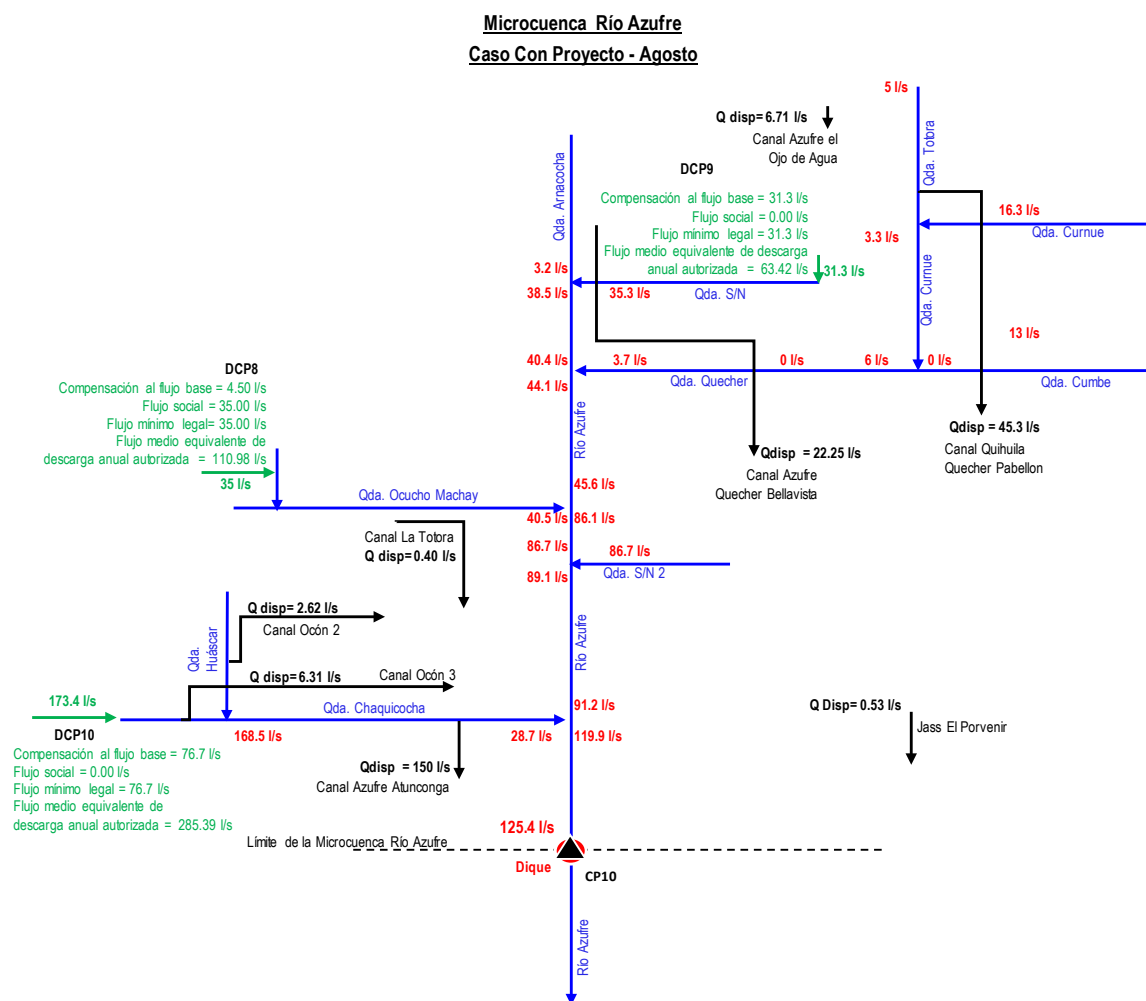 Microcuenca Río Azufre
Caso Con Proyecto - Agosto
5 l/s
Q disp= 6.71 l/s
Canal Azufre el
Ojo de Agua
Qda. Totora
Qda. Arnacocha
DCP9
Compensación al flujo base = 31.3 l/s
Flujo social = 0.00 l/s
Flujo mínimo legal = 31.3 l/s
Flujo medio equivalente de descarga
anual autorizada = 63.42 l/s
31.3 l/s
16.3 l/s
Qda. Curnue
3.3 l/s
Qda. Curnue
3.2 l/s
38.5 l/s
35.3 l/s
Qda. S/N
13 l/s
40.4 l/s
3.7 l/s
0 l/s
6 l/s
0 l/s
44.1 l/s
Qda. Quecher
Qda. Cumbe
DCP8
Compensación al flujo base = 4.50 l/s
Flujo social = 35.00 l/s
Flujo mínimo legal= 35.00 l/s
Flujo medio equivalente de
descarga anual autorizada = 110.98 l/s
35 l/s
Río Azufre
Qdisp = 22.25 l/s
Canal Azufre
Quecher Bellavista
Qdisp = 45.3 l/s
Canal Quihuila
Quecher Pabellon
Qda. Ocucho Machay
45.6 l/s
40.5 l/s
86.1 l/s
Canal La Totora
Q disp= 0.40 l/s
86.7 l/s
86.7 l/s
89.1 l/s
Qda. S/N 2
Q disp= 2.62 l/s
Canal Ocón 2
Qda.
Huáscar
Río Azufre
Q disp= 6.31 l/s
Canal Ocón 3
173.4 l/s
Qda. Chaquicocha
91.2 l/s
168.5 l/s
28.7 l/s
119.9 l/s
Q Disp= 0.53 l/s
Jass El Porvenir
DCP10
Compensación al flujo base = 76.7 l/s
Flujo social = 0.00 l/s
Flujo mínimo legal = 76.7 l/s
Flujo medio equivalente de
descarga anual autorizada = 285.39 l/s
Qdisp = 150 l/s
Canal Azufre Atunconga
125.4 l/s
Límite de la Microcuenca Río Azufre
Dique
CP10
Río Azufre